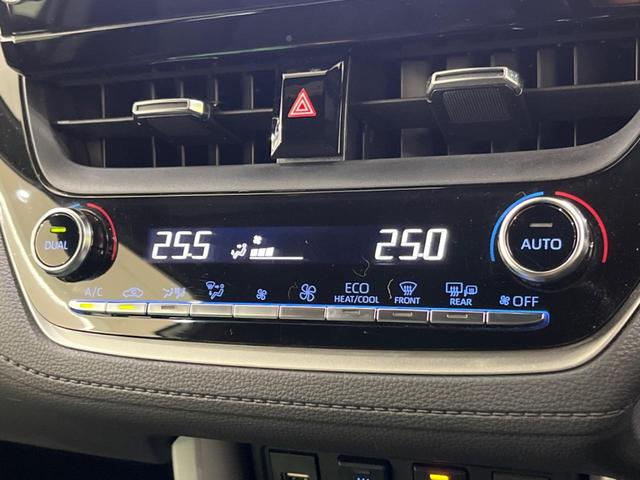 DUAL 25.5 25.0 AUTO
A/C ECO HEAT/COOL FRONT REAR OFF